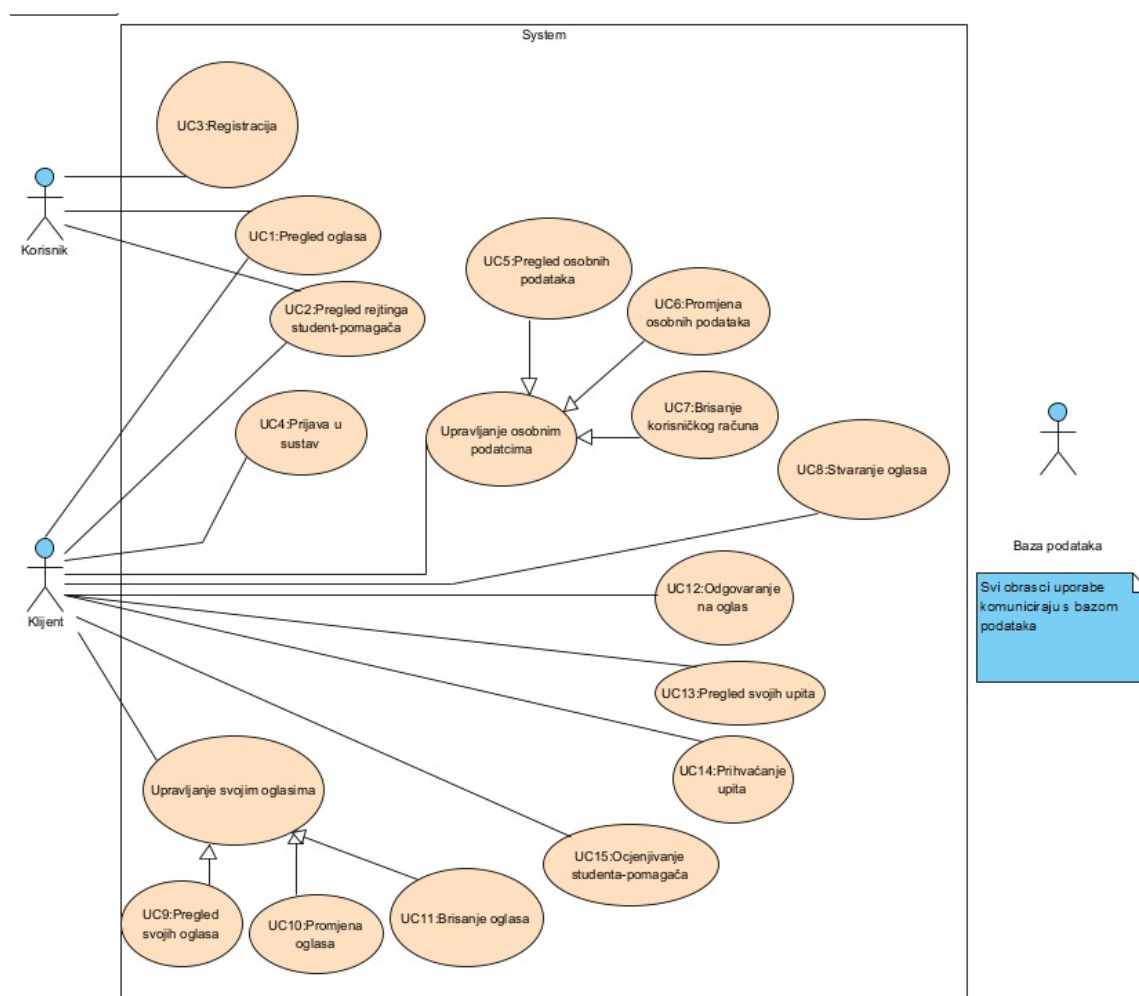 System
UC3:Registracija
Korisnik
UC1:Pregled oglasa
UC2:Pregled rejtinga
student-pomagača
UC5:Pregled osobnih
podataka
UC6:Promjena
osobnih podataka
UC4:Prijava u
sustav
Upravljanje osobnim
podatcima
UC7:Brisanje
korisničkog računa
UC8:Stvaranje oglasa
Baza podataka
Svi obrasci uporabe
komuniciraju s bazom
podataka
Klijent
UC12:Odgovaranje
na oglas
UC13:Pregled svojih upita
UC14:Prihvaćanje
upita
Upravljanje svojim oglasima
UC15:Ocjenjivanje
studenta-pomagača
UC9:Pregled
svojih oglasa
UC10:Promjena
oglasa
UC11:Brisanje oglasa